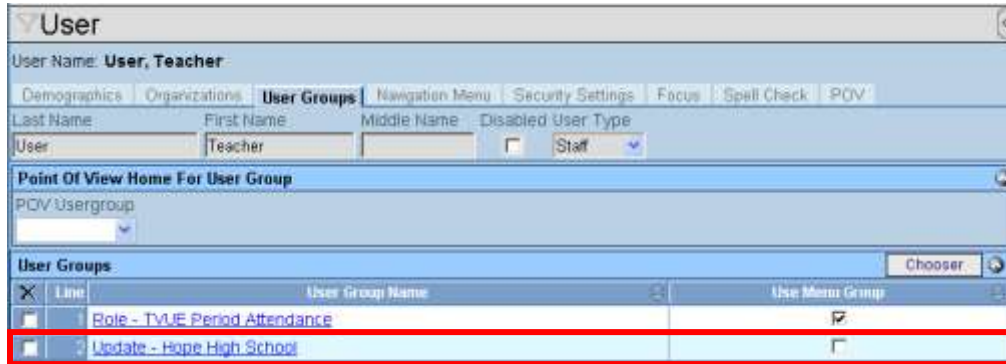 User
User Name: User, Teacher
Demographics Organizations User Groups Navigation Menu Security Settings Focus Spell Check POV
Last Name First Name Middle Name Disabled User Type
User Teacher Staff
Point Of View Home For User Group
POV Usergroup
User Groups Chooser
X Line User Group Name Use Menu Group
1 Role - TVUE Period Attendance
2 Update - Hope High School